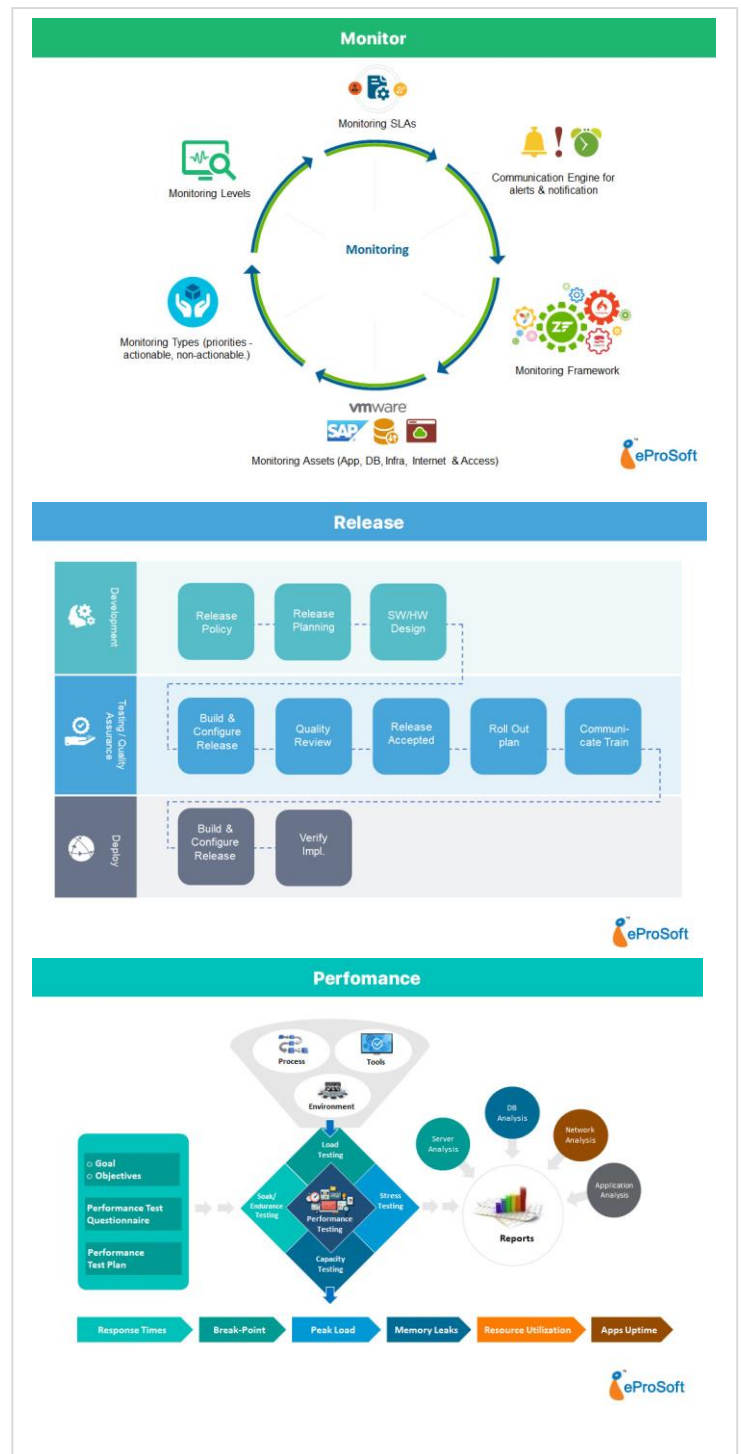 Monitor
Monitoring SLAs
Communication Engine for
alerts & notification
Monitoring Levels
Monitoring
Monitoring Types (priorities -
actionable, non-actionable.)
Monitoring Framework
vmware
SAP
Monitoring Assets (App, DB, Infra, Internet & Access)
eProSoft
Release
Development
Release
Policy
Release
Planning
SW/HW
Design
Testing / Quality
Assurance
Build &
Configure
Release
Quality
Review
Release
Accepted
Roll Out
plan
Communi-
cate Train
Deploy
Build &
Configure
Release
Verify
Impl.
eProSoft
Perfomance
Process
Tools
Environment
Goal
Objectives
Performance Test
Questionnaire
Performance
Test Plan
Load
Testing
Soak/
Endurance
Testing
Performance
Testing
Stress
Testing
Capacity
Testing
Server
Analysis
DB
Analysis
Network
Analysis
Application
Analysis
Reports
Response Times
Break-Point
Peak Load
Memory Leaks
Resource Utilization
Apps Uptime
eProSoft